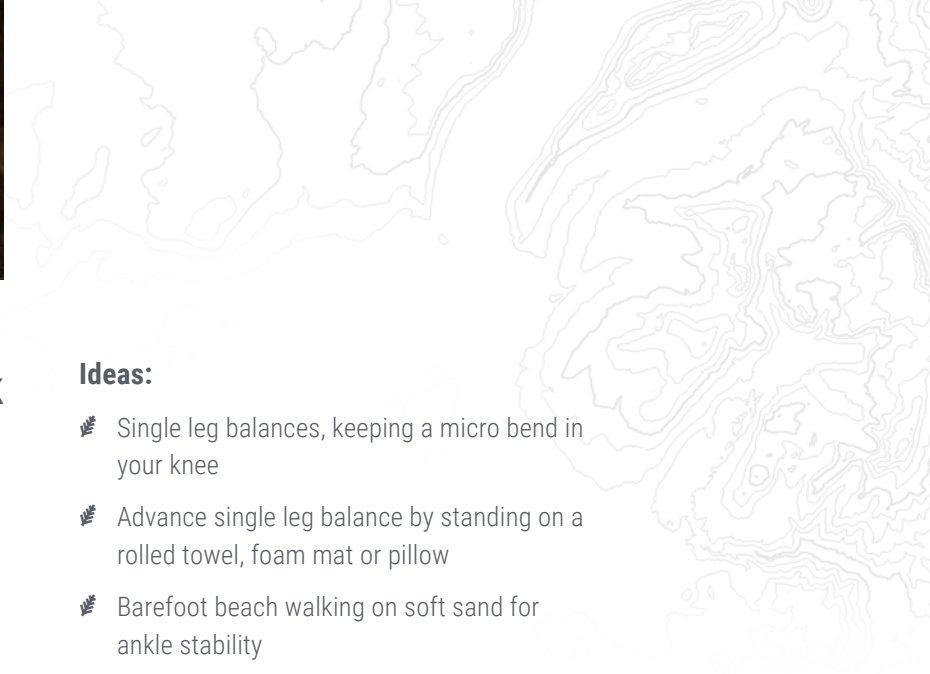 Ideas:
Single leg balances, keeping a micro bend in
your knee
Advance single leg balance by standing on a
rolled towel, foam mat or pillow
Barefoot beach walking on soft sand for
ankle stability